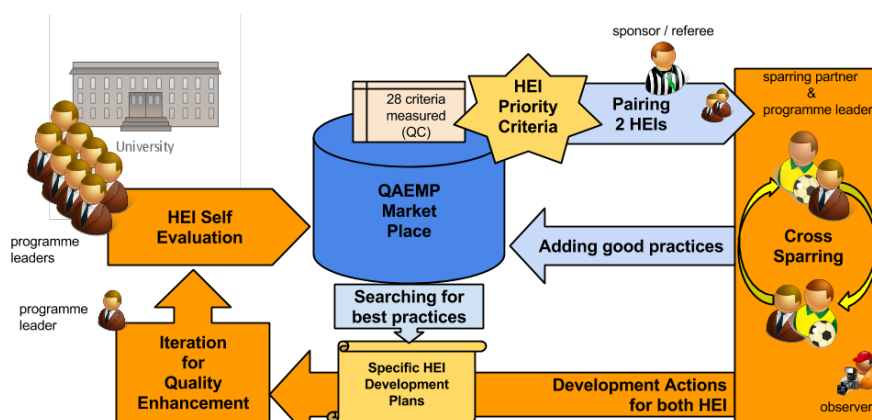 sponsor / referee
University
28 criteria
measured
(QC)
HEI
Priority
Criteria
Pairing
2 HEIs
sparring partner
&
programme leader
programme
leaders
HEI Self
Evaluation
QAEMP
Market
Place
Adding good practices
Cross
Sparring
programme
leader
Searching for
best practices
Iteration
for
Quality
Enhancement
Specific HEI
Development
Plans
Development Actions
for both HEI
observer